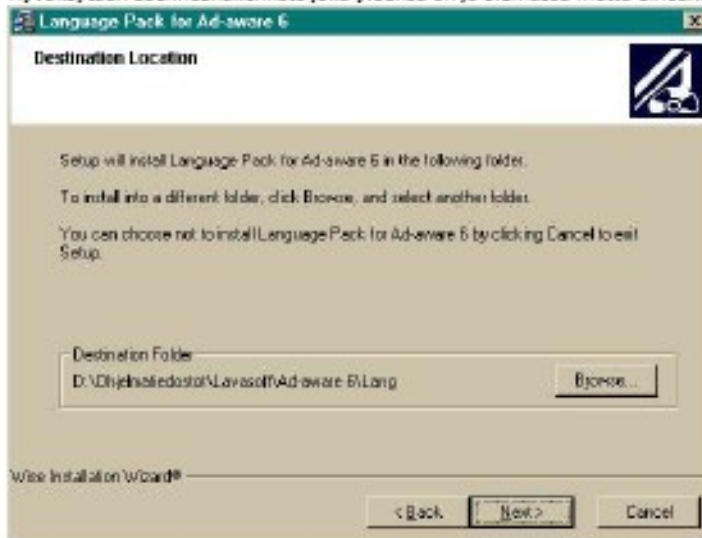 Language Pack for Ad-aware 6
Destination Location
Setup will install Language Pack for Ad-aware 6 in the following folder.
To install into a different folder, click Browse, and select another folder.
You can choose not to install Language Pack for Ad-aware 6 by clicking Cancel to exit
Setup.
Destination Folder
D:\Ohjelmatiedostot\Lavasoft\Ad-aware 6\Lang
Browse...
Wise Installation Wizard®
< Back
Next >
Cancel